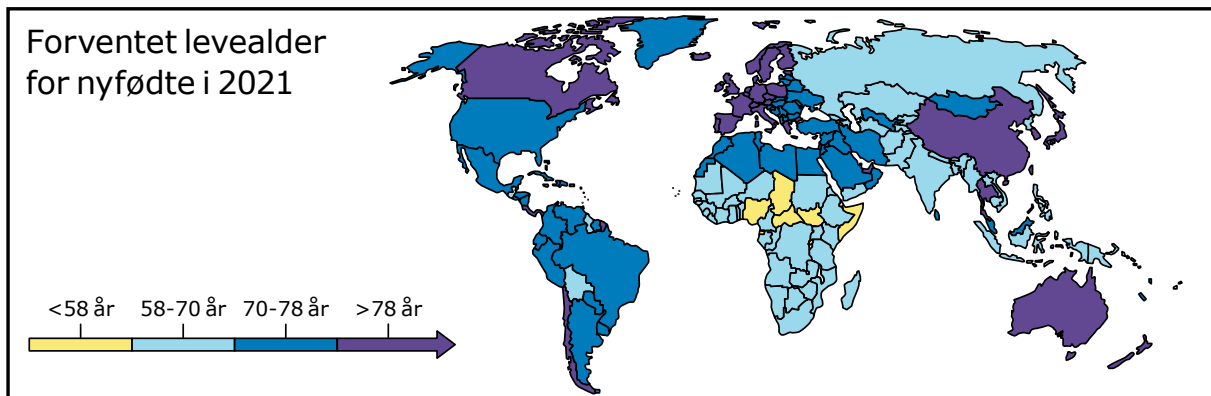 Forventet levealder
for nyfødte i 2021
<58 år 58-70 år 70-78 år >78 år